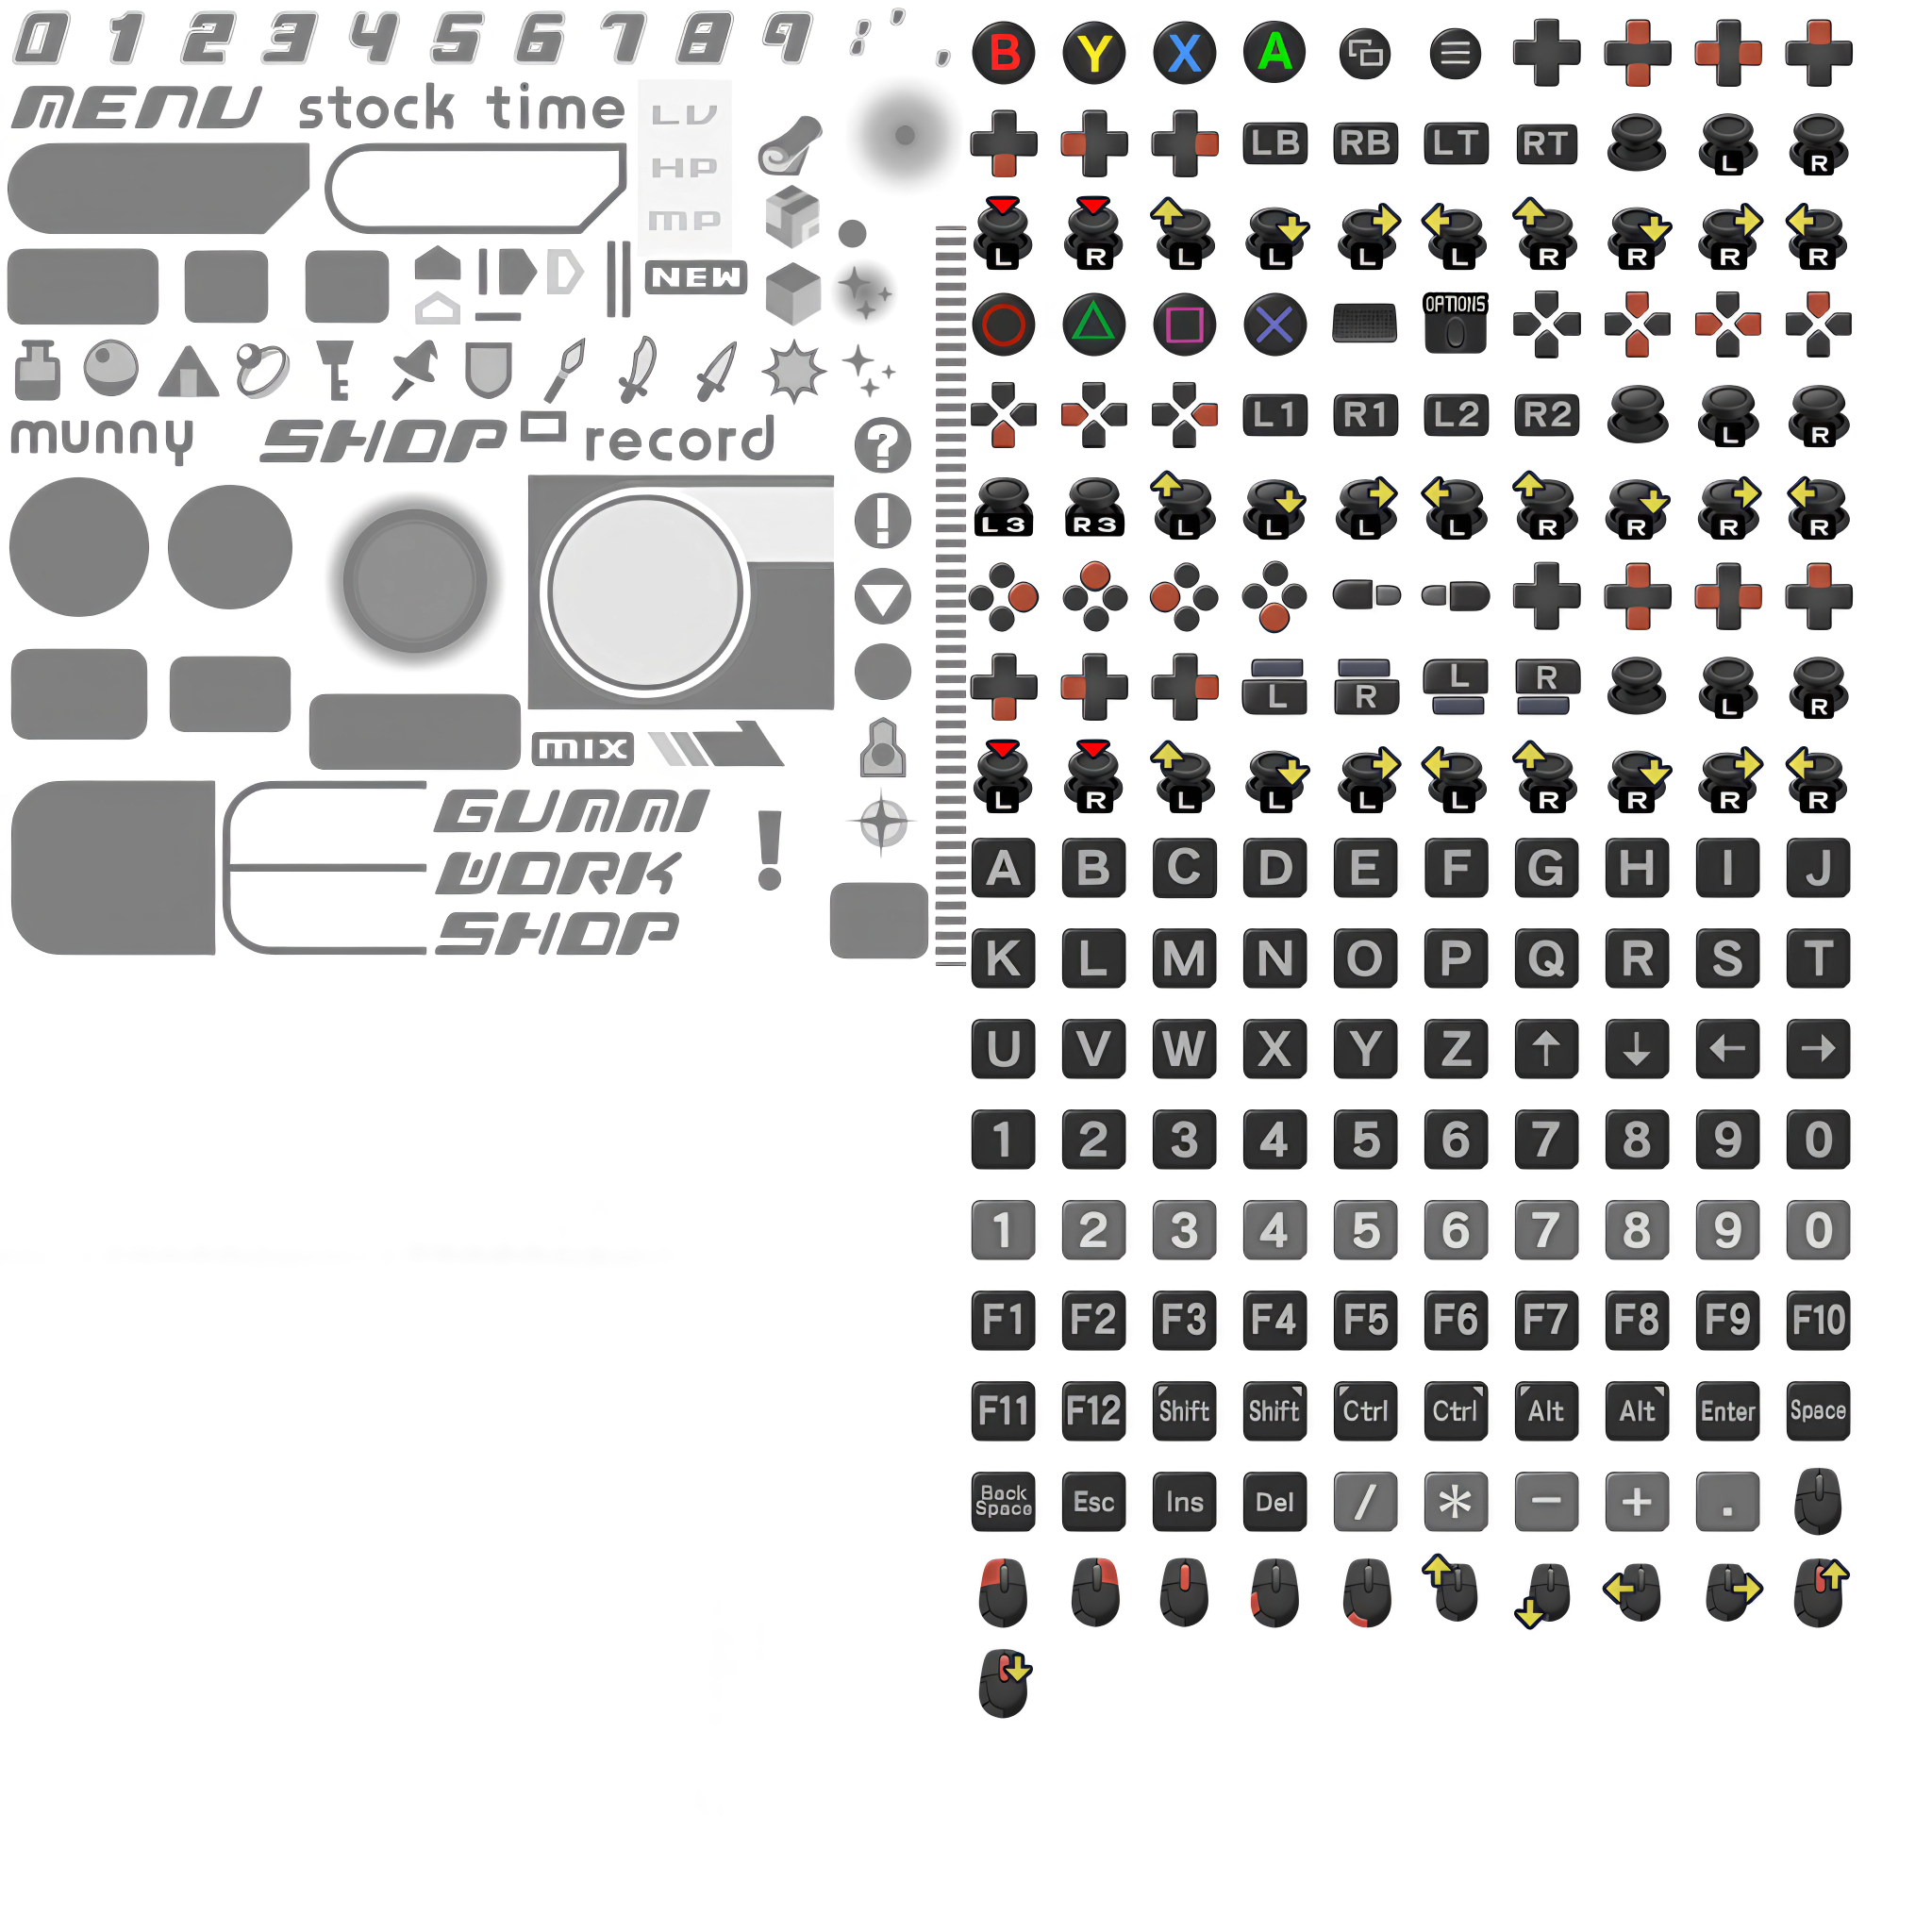 0 1 2 3 4 5 6 7 8 9 : ' ,
MENU stock time
LV
HP
MP
NEW
munny SHOP record
?
!
MIX
GUMMI
WORK
SHOP
!
B Y X A
LB RB LT RT L R
L R L L L L R R R R
OPTIONS
L1 R1 L2 R2 L R
L3 R3 L L L L R R R R
L R L R L R
L R L L L L R R R R
A B C D E F G H I J
K L M N O P Q R S T
U V W X Y Z ↑ ↓ ← →
1 2 3 4 5 6 7 8 9 0
1 2 3 4 5 6 7 8 9 0
F1 F2 F3 F4 F5 F6 F7 F8 F9 F10
F11 F12 Shift Shift Ctrl Ctrl Alt Alt Enter Space
Back Space Esc Ins Del / * - + .